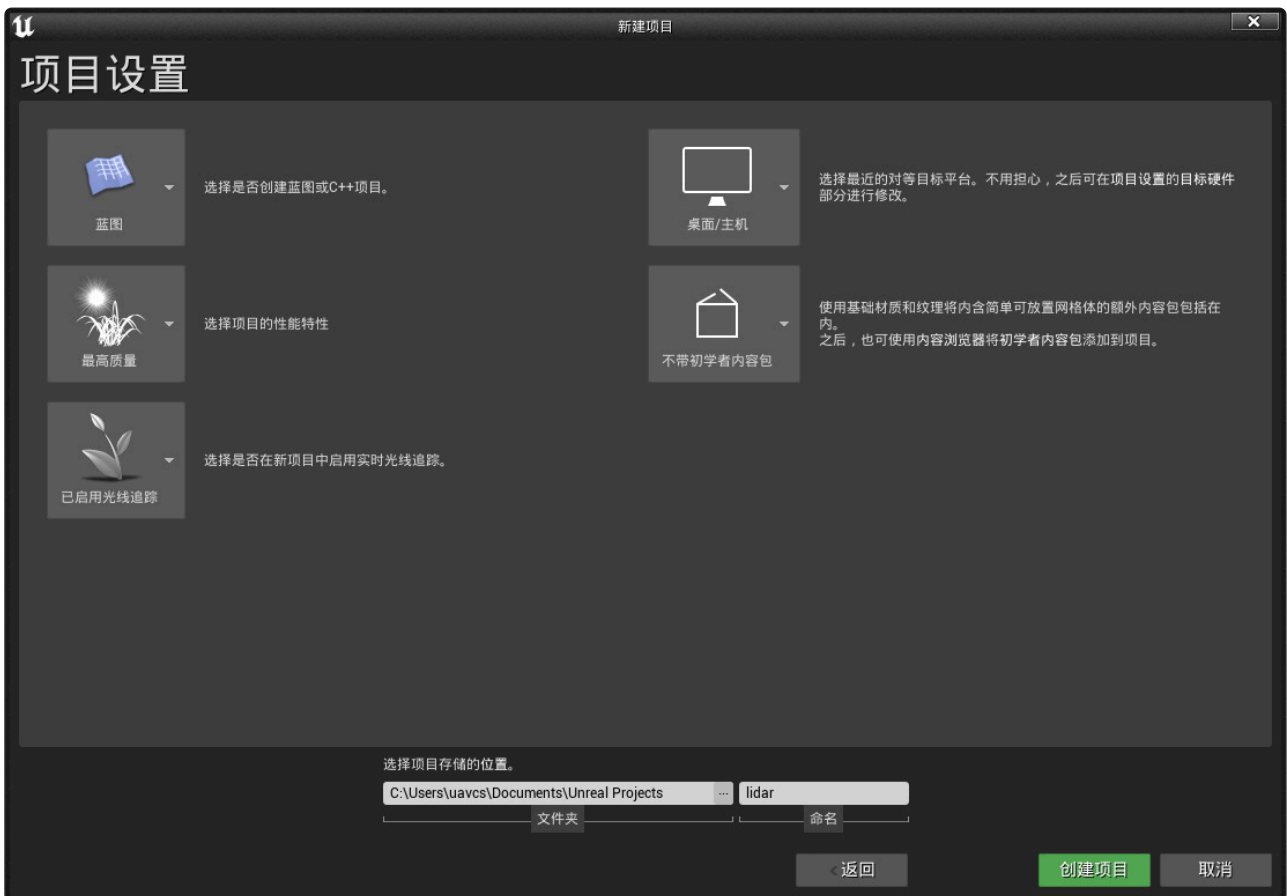 新建项目
项目设置
蓝图
选择是否创建蓝图或C++项目。
桌面/主机
选择最近的对等目标平台。不用担心，之后可在项目设置的目标硬件
部分进行修改。
最高质量
选择项目的性能特性
不带初学者内容包
使用基础材质和纹理将内含简单可放置网格体的额外内容包包括在
内。
之后，也可使用内容浏览器将初学者内容包添加到项目。
已启用光线追踪
选择是否在新项目中启用实时光线追踪。
选择项目存储的位置。
C:\Users\uavcs\Documents\Unreal Projects
...
lidar
文件夹
命名
返回
创建项目
取消